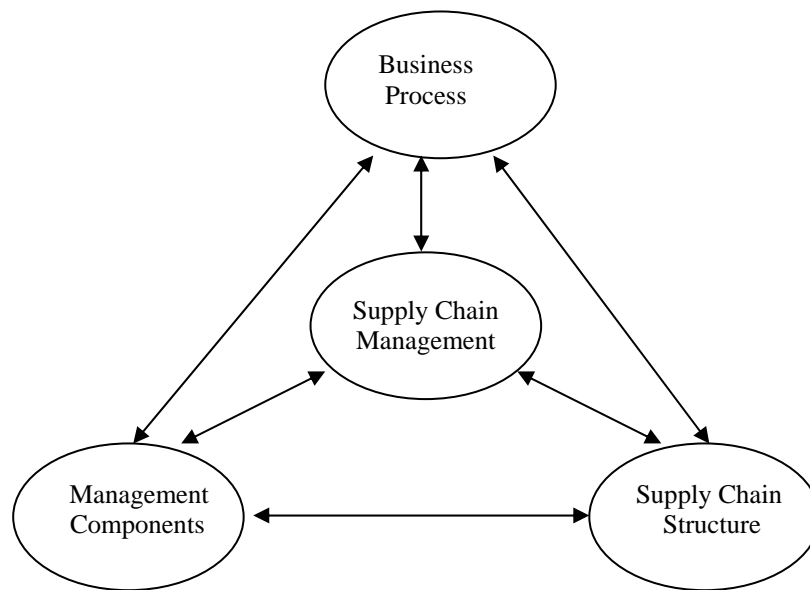 Business
Process
Supply Chain
Management
Management
Components
Supply Chain
Structure